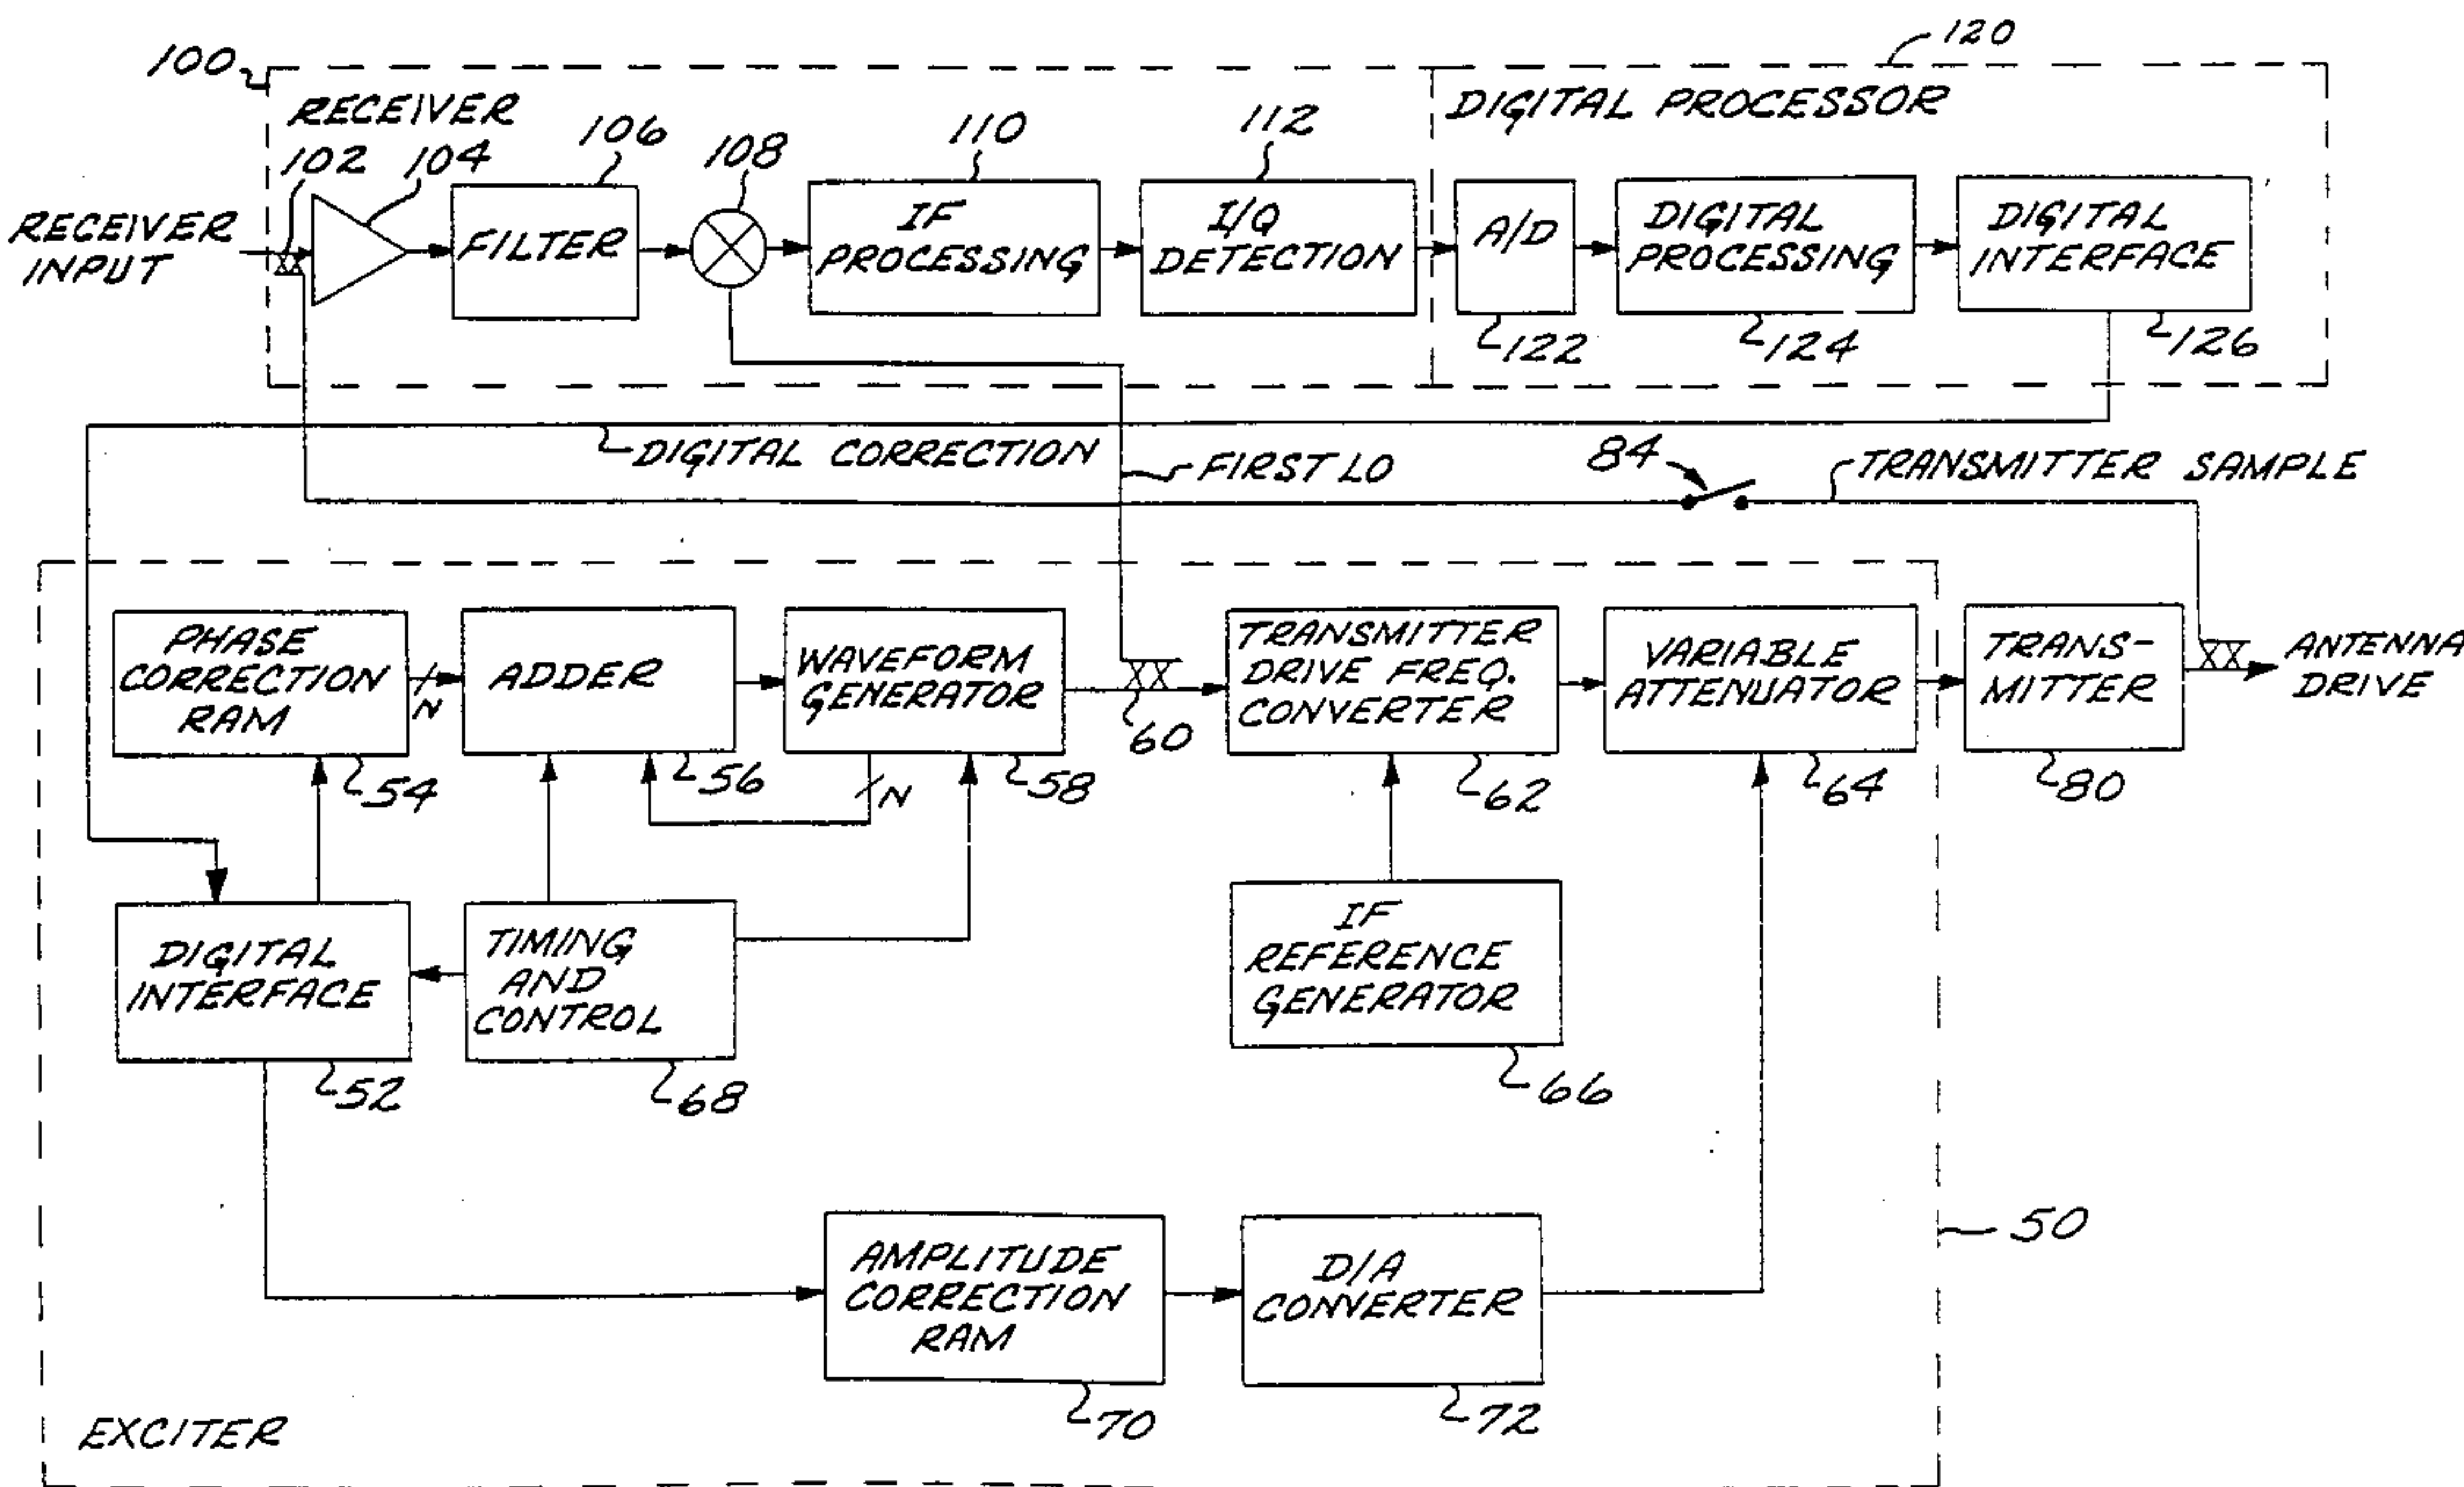 100
120
RECEIVER
DIGITAL PROCESSOR
102
104
106
108
110
112
RECEIVER
INPUT
FILTER
IF
PROCESSING
I/Q
DETECTION
A/D
DIGITAL
PROCESSING
DIGITAL
INTERFACE
122
124
126
DIGITAL CORRECTION
FIRST LO
84
TRANSMITTER SAMPLE
PHASE
CORRECTION
RAM
N
ADDER
WAVEFORM
GENERATOR
60
TRANSMITTER
DRIVE FREQ.
CONVERTER
VARIABLE
ATTENUATOR
TRANS-
MITTER
ANTENNA
DRIVE
54
56
N
58
62
64
80
DIGITAL
INTERFACE
TIMING
AND
CONTROL
IF
REFERENCE
GENERATOR
52
68
66
AMPLITUDE
CORRECTION
RAM
D/A
CONVERTER
50
70
72
EXCITER